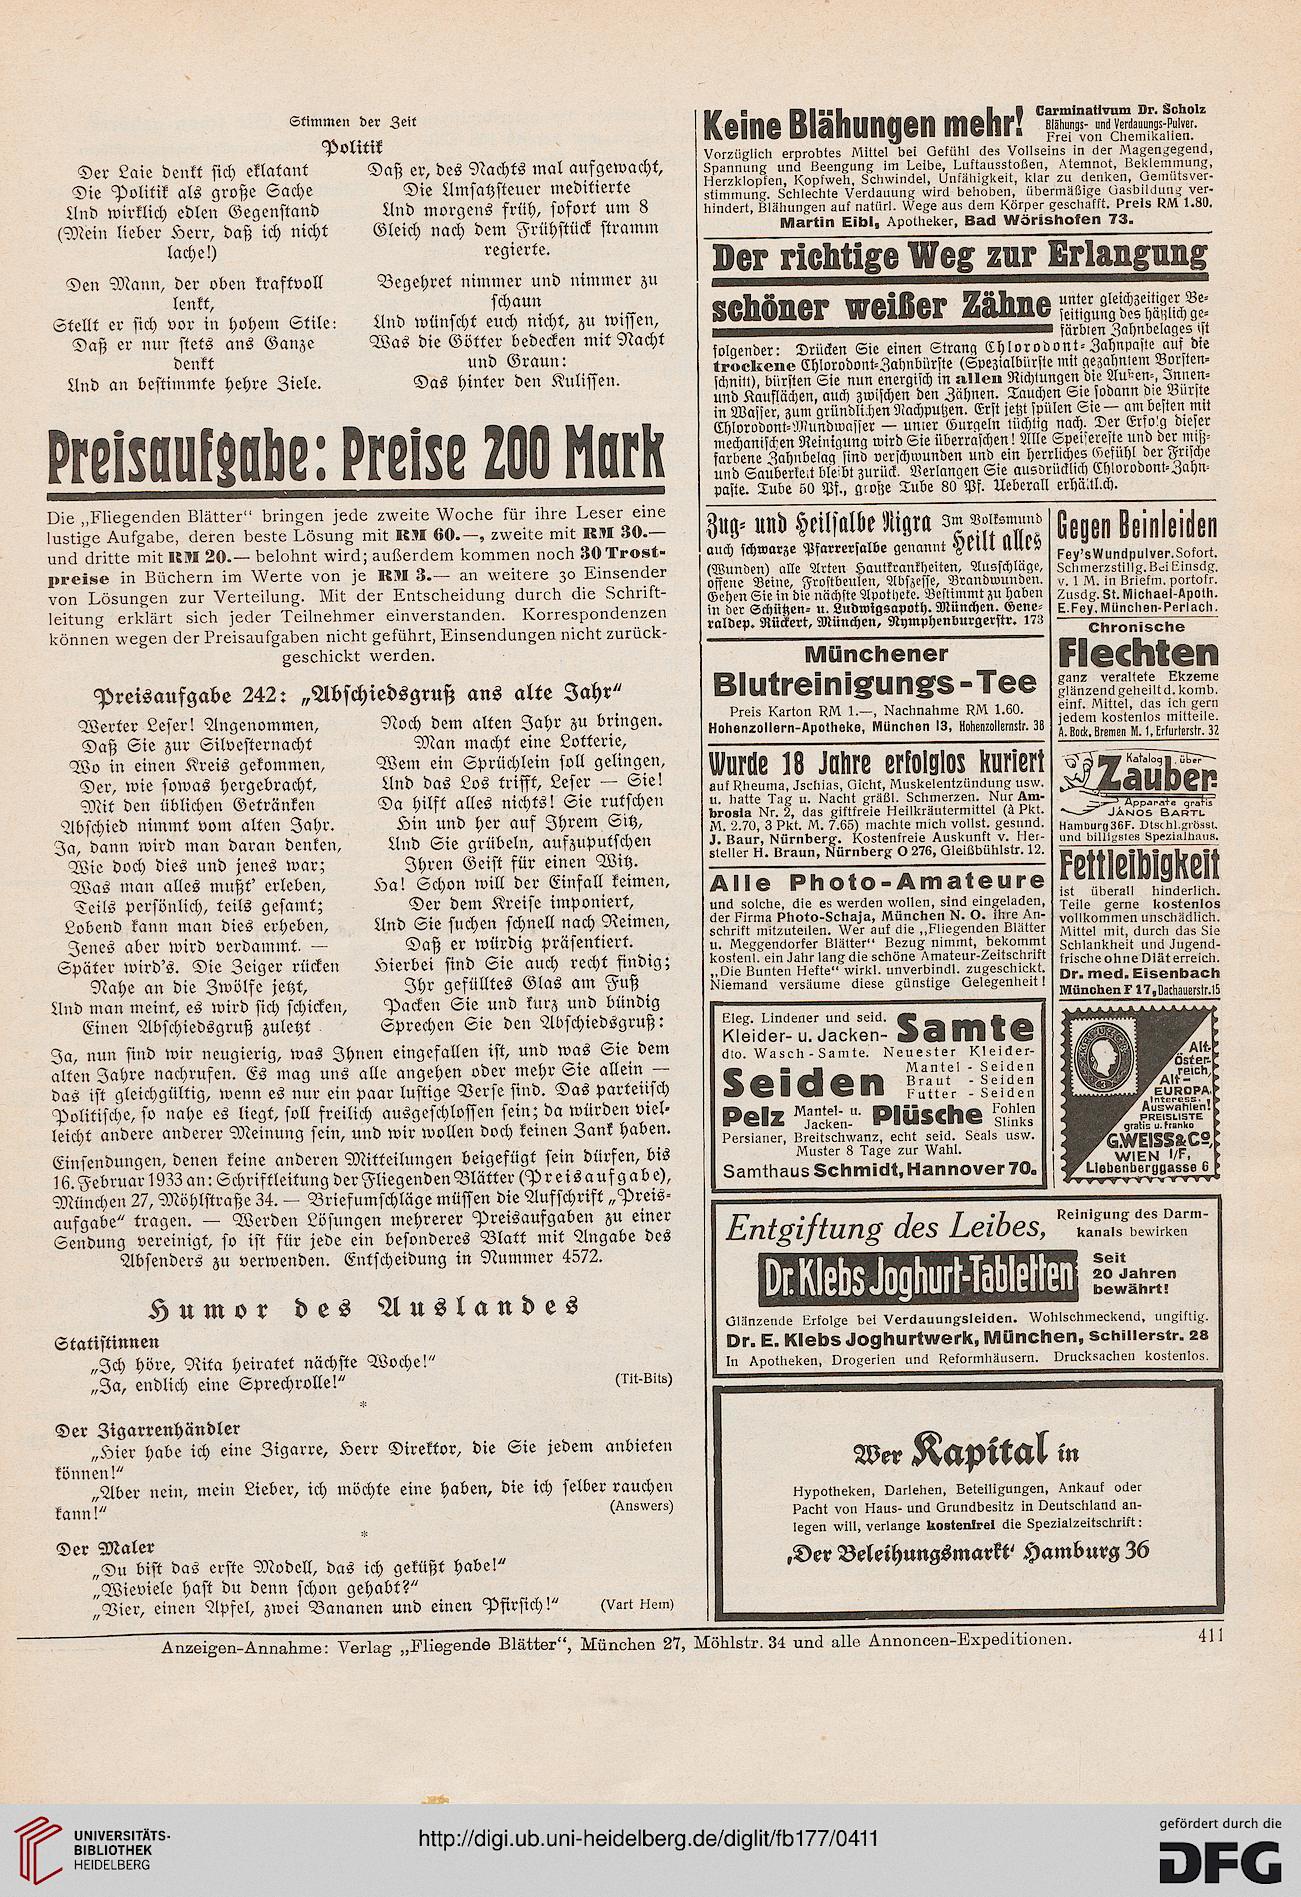 Stimmen der Zeit
Politik
Der Laie denkt sich eklatant
Die Politik als große Sache
Und wirklich edlen Gegenstand
(Mein lieber Herr, daß ich nicht
lache!)
Den Mann, der oben kraftvoll
lenkt,
Stellt er sich vor in hohem Stile:
Daß er nur stets ans Ganze
denkt
Und an bestimmte hehre Ziele.
Daß er, des Nachts mal aufgewacht,
Die Umsatzsteuer meditierte
Und morgens früh, sofort um 8
Gleich nach dem Frühstück stramm
regierte.
Begehret nimmer und nimmer zu
schaun
Und wünscht euch nicht, zu wissen,
Was die Götter bedecken mit Nacht
und Graun:
Das hinter den Kulissen.
Preisaufgabe: Preise 200 Mark
Die „Fliegenden Blätter“ bringen jede zweite Woche für ihre Leser eine
lustige Aufgabe, deren beste Lösung mit RM 60.—, zweite mit RM 30.—
und dritte mit RM 20.— belohnt wird; außerdem kommen noch 30 Trost-
preise in Büchern im Werte von je RM 3.— an weitere 30 Einsender
von Lösungen zur Verteilung. Mit der Entscheidung durch die Schrift-
leitung erklärt sich jeder Teilnehmer einverstanden. Korrespondenzen
können wegen der Preisaufgaben nicht geführt, Einsendungen nicht zurück-
geschickt werden.
Preisaufgabe 242: „Abschiedsgruß ans alte Jahr“
Werter Leser! Angenommen,
Daß Sie zur Silvesternacht
Wo in einen Kreis gekommen,
Der, wie sowas hergebracht,
Mit den üblichen Getränken
Abschied nimmt vom alten Jahr.
Ja, dann wird man daran denken,
Wie doch dies und jenes war;
Was man alles mußt' erleben,
Teils persönlich, teils gesamt;
Lobend kann man dies erheben,
Jenes aber wird verdammt. —
Später wird's. Die Zeiger rücken
Nahe an die Zwölfe jetzt,
Und man meint, es wird sich schicken,
Einen Abschiedsgruß zuletzt
Noch dem alten Jahr zu bringen.
Man macht eine Lotterie,
Wem ein Sprüchlein soll gelingen,
Und das Los trifft, Leser — Sie!
Da hilft alles nichts! Sie rutschen
Hin und her auf Ihrem Sitz,
Und Sie grübeln, aufzuputschen
Ihren Geist für einen Witz.
Ha! Schon will der Einfall keimen,
Der dem Kreise imponiert,
Und Sie suchen schnell nach Reimen,
Daß er würdig präsentiert.
Hierbei sind Sie auch recht findig;
Ihr gefülltes Glas am Fuß
Packen Sie und kurz und bündig
Sprechen Sie den Abschiedsgruß:
Ja, nun sind wir neugierig, was Ihnen eingefallen ist, und was Sie dem
alten Jahre nachrufen. Es mag uns alle angehen oder mehr Sie allein —
das ist gleichgültig, wenn es nur ein paar lustige Verse sind. Das parteiisch
Politische, so nahe es liegt, soll freilich ausgeschlossen sein; da würden viel-
leicht andere anderer Meinung sein, und wir wollen doch keinen Zank haben.
Einsendungen, denen keine anderen Mitteilungen beigefügt sein dürfen, bis
16. Februar 1933 an: Schriftleitung der Fliegenden Blätter (Preisaufgabe),
München 27, Möhlstraße 34. — Briefumschläge müssen die Aufschrift „Preis-
aufgabe“ tragen. — Werden Lösungen mehrerer Preisaufgaben zu einer
Sendung vereinigt, so ist für jede ein besonderes Blatt mit Angabe des
Absenders zu verwenden. Entscheidung in Nummer 4572.
Humor des Auslandes
Statistinnen
„Ich höre, Rita heiratet nächste Woche!“
„Ja, endlich eine Sprechrolle!“ (Tit-Bits)
*
Der Zigarrenhändler
„Hier habe ich eine Zigarre, Herr Direktor, die Sie jedem anbieten
können!“
„Aber nein, mein Lieber, ich möchte eine haben, die ich selber rauchen
kann!“ (Answers)
*
Der Maler
„Du bist das erste Modell, das ich geküßt habe!“
„Wieviele hast du denn schon gehabt?“
„Vier, einen Apfel, zwei Bananen und einen Pfirsich!“ (Vart Hem)
Keine Blähungen mehr!
Carminativum Dr. Scholz
Blähungs- und Verdauungs-Pulver.
Frei von Chemikalien.
Vorzüglich erprobtes Mittel bei Gefühl des Vollseins in der Magengegend,
Spannung und Beengung im Leibe, Luftausstoßen, Atemnot, Beklemmung,
Herzklopfen, Kopfweh, Schwindel, Unfähigkeit, klar zu denken, Gemütsver-
stimmung. Schlechte Verdauung wird behoben, übermäßige Gasbildung ver-
hindert, Blähungen auf natürl. Wege aus dem Körper geschafft. Preis RM 1.80.
Martin Eibl, Apotheker, Bad Wörishofen 73.
Der richtige Weg zur Erlangung
schöner weißer Zähne
unter gleichzeitiger Be-
seitigung des häßlich ge-
färbten Zahnbelages ist
folgender: Drücken Sie einen Strang Chlorodont-Zahnpaste auf die
trockene Chlorodont-Zahnbürste (Spezialbürste mit gezahntem Borsten-
schnitt), bürsten Sie nun energisch in allen Richtungen die Außen-, Innen-
und Kauflächen, auch zwischen den Zähnen. Tauchen Sie sodann die Bürste
in Wasser, zum gründlichen Nachputzen. Erst jetzt spülen Sie — am besten mit
Chlorodont-Mundwasser — unter Gurgeln tüchtig nach. Der Erfolg dieser
mechanischen Reinigung wird Sie überraschen! Alle Speisereste und der miß-
farbene Zahnbelag sind verschwunden und ein herrliches Gefühl der Frische
und Sauberkeit bleibt zurück. Verlangen Sie ausdrücklich Chlorodont-Zahn-
paste. Tube 50 Pf., große Tube 80 Pf. Ueberall erhältlich.
Zug- und Heilsalbe Nigra Im Volksmund
auch schwarze Pfarrersalbe genannt heilt alles
(Wunden) alle Arten Hautkrankheiten, Ausschläge,
offene Beine, Frostbeulen, Abszesse, Brandwunden.
Gehen Sie in die nächste Apotheke. Bestimmt zu haben
in der Schützen- u. Ludwigsapoth. München. Gene-
raldep. Rückert, München, Nymphenburgerstr. 173
Gegen Beinleiden
Fey's Wundpulver. Sofort.
Schmerzstillg. Bei Einsdg.
v. 1 M. in Briefm. portofr.
Zusdg. St. Michael-Apoth.
E. Fey. München-Perlach.
Münchener
Blutreinigungs-Tee
Preis Karton RM 1.—, Nachnahme RM 1.60.
Hohenzollern-Apotheke, München 13, Hohenzollernstr. 38
Chronische
Flechten
ganz veraltete Ekzeme
glänzend geheilt d. komb.
einf. Mittel, das ich gern
jedem kostenlos mitteile.
A. Bock, Bremen M. 1, Erfurterstr. 32
Wurde 18 Jahre erfolglos kuriert
auf Rheuma, Jschias, Gicht, Muskelentzündung usw.
u. hatte Tag u. Nacht gräßl. Schmerzen. Nur Am-
brosia Nr. 2, das giftfreie Heilkräutermittel (à Pkt.
M. 2.70, 3 Pkt. M. 7.65) machte mich vollst. gesund.
J. Baur, Nürnberg. Kostenfreie Auskunft v. Her-
steller H. Braun, Nürnberg O 276, Gleißbühlstr. 12.
Katalog über
Zauber-
Apparate gratis
JÁNOS BARTL
Hamburg 36F. Dtschl. grösst.
und billigstes Spezialhaus.
Alle Photo-Amateure
und solche, die es werden wollen, sind eingeladen,
der Firma Photo-Schaja, München N. O. ihre An-
schrift mitzuteilen. Wer auf die „Fliegenden Blätter
u. Meggendorfer Blätter“ Bezug nimmt, bekommt
kostenl. ein Jahr lang die schöne Amateur-Zeitschrift
„Die Bunten Hefte“ wirkl. unverbindl. zugeschickt.
Niemand versäume diese günstige Gelegenheit!
Fettleibigkeit
ist überall hinderlich.
Teile gerne kostenlos
vollkommen unschädlich.
Mittel mit, durch das Sie
Schlankheit und Jugend-
frische ohne Diät erreich.
Dr. med. Eisenbach
München F 17, Dachauerstr. 15
Eleg. Lindener und seid.
Kleider- u. Jacken- Samte
dto. Wasch-Samte. Neuester Kleider-
Seiden
Mantel - Seiden
Braut - Seiden
Futter - Seiden
Pelz Mantel- u. Jacken- Plüsche Fohlen Slinks
Persianer, Breitschwanz, echt seid. Seals usw.
Muster 8 Tage zur Wahl.
Samthaus Schmidt, Hannover 70.
Alt-
Öster-
reich,
Alt-
EUROPA.
Interess.
Auswahlen!
PREISLISTE
gratis u. franko
G. WEISS & Cº,
WIEN I/F,
Liebenberggasse 6
Entgiftung des Leibes,
Reinigung des Darm-
kanals bewirken
Dr. Klebs Joghurt-Tabletten
Seit
20 Jahren
bewährt!
Glänzende Erfolge bei Verdauungsleiden. Wohlschmeckend, ungiftig.
Dr. E. Klebs Joghurtwerk, München, Schillerstr. 28
In Apotheken, Drogerien und Reformhäusern. Drucksachen kostenlos.
Wer Kapital in
Hypotheken, Darlehen, Beteiligungen, Ankauf oder
Pacht von Haus- und Grundbesitz in Deutschland an-
legen will, verlange kostenfrei die Spezialzeitschrift:
‚Der Beleihungsmarkt‘ Hamburg 36
Anzeigen-Annahme: Verlag „Fliegende Blätter“, München 27, Möhlstr. 34 und alle Annoncen-Expeditionen.
411
UNIVERSITÄTS-
BIBLIOTHEK
HEIDELBERG
http://digi.ub.uni-heidelberg.de/diglit/fb177/0411
gefördert durch die
DFG